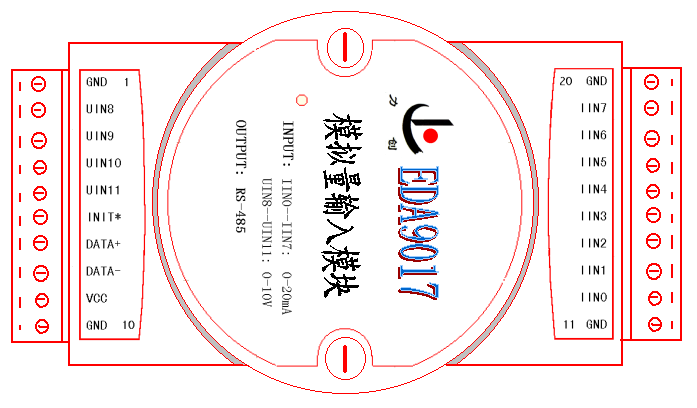 GND 1
UIN8
UIN9
UIN10
UIN11
INIT*
DATA+
DATA-
VCC
GND 10
力创
EDA9017
模拟量输入模块
INPUT: IIN0--IIN7: 0-20mA
UIN8--UIN11: 0-10V
OUTPUT: RS-485
20 GND
IIN7
IIN6
IIN5
IIN4
IIN3
IIN2
IIN1
IIN0
11 GND